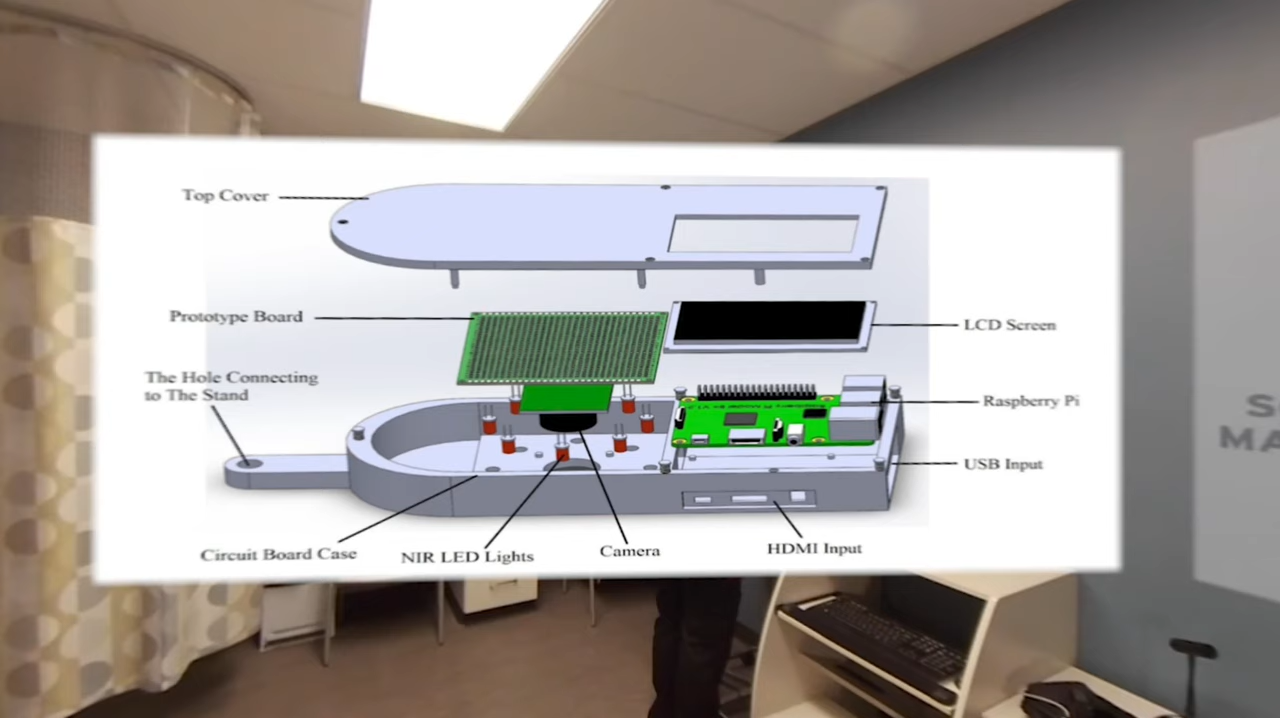 Top Cover
Prototype Board
LCD Screen
The Hole Connecting
to The Stand
Raspberry Pi
USB Input
Circuit Board Case
NIR LED Lights
Camera
HDMI Input